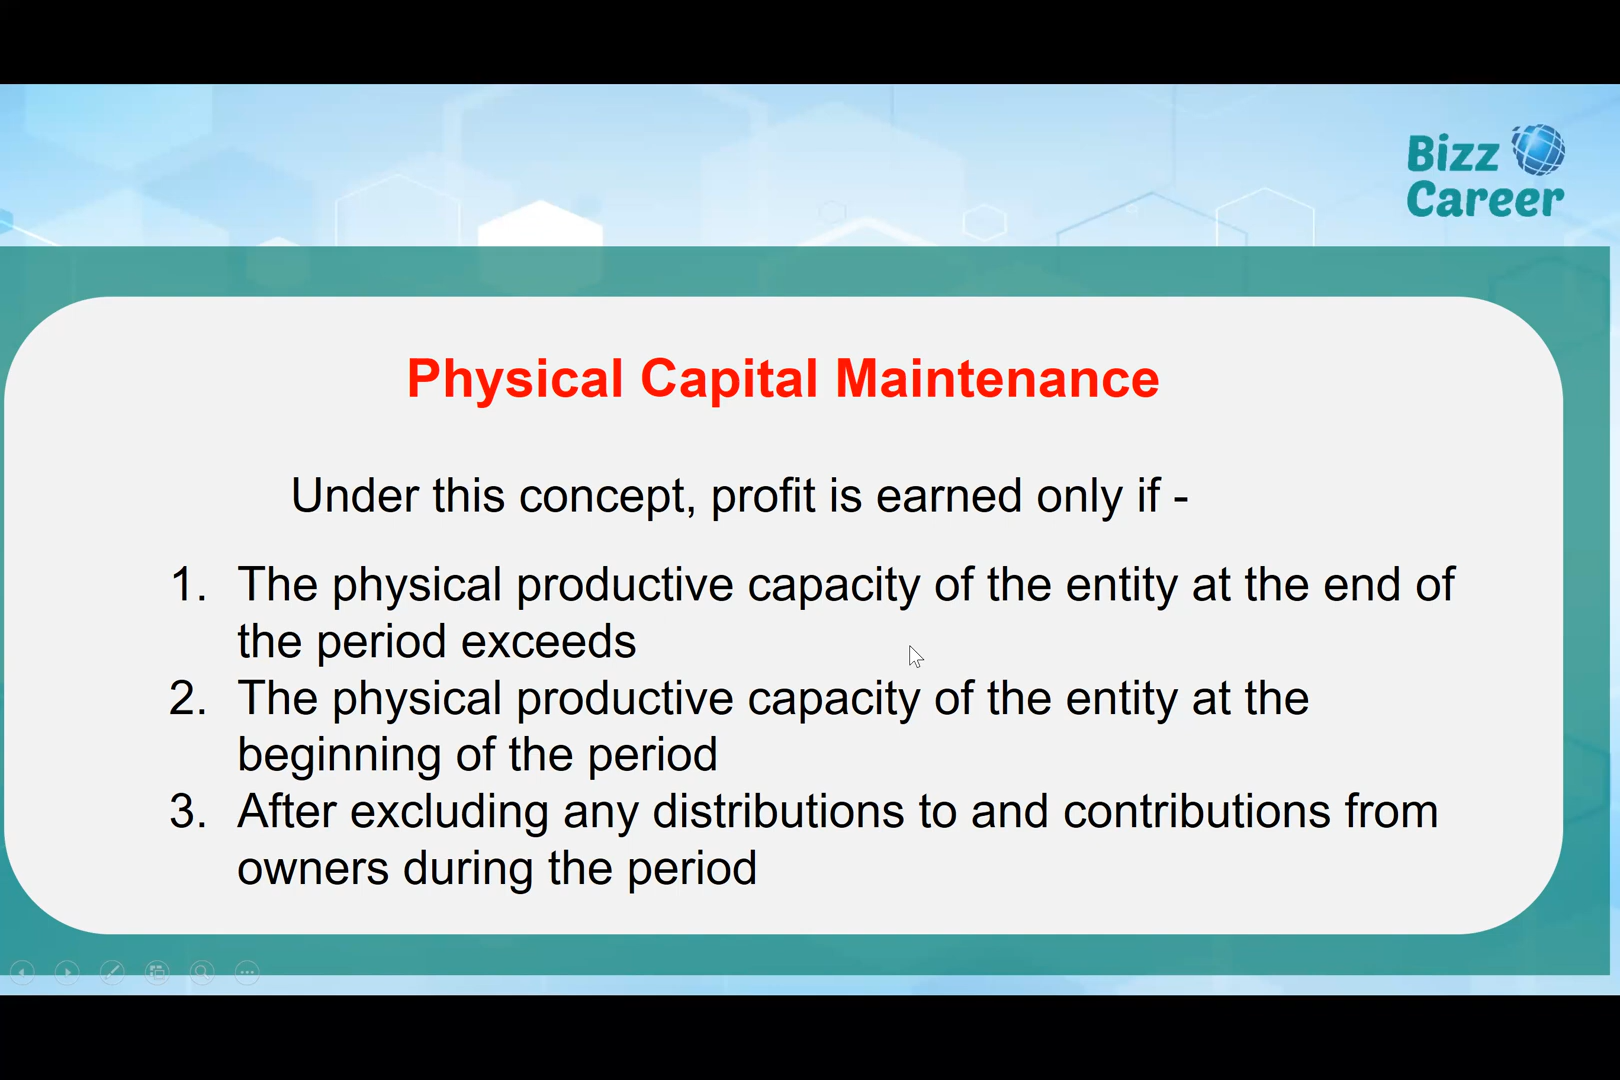 Bizz
Career
Physical Capital Maintenance
Under this concept, profit is earned only if -
1. The physical productive capacity of the entity at the end of
the period exceeds
2. The physical productive capacity of the entity at the
beginning of the period
3. After excluding any distributions to and contributions from
owners during the period